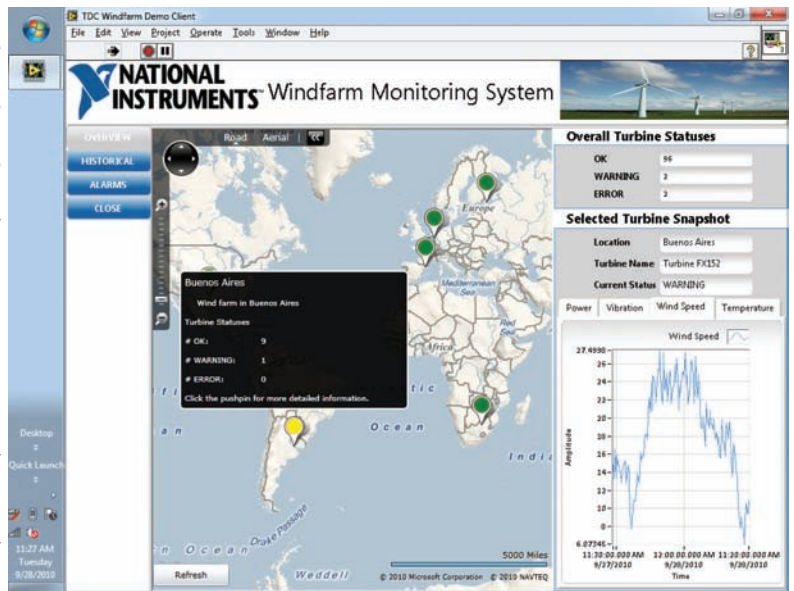 TDC Windfarm Demo Client
File Edit View Project Operate Tools Window Help
NATIONAL
INSTRUMENTS™ Windfarm Monitoring System
OVERVIEW
HISTORICAL
ALARMS
CLOSE
Road Aerial
Europe
Mediterranean
Sea
Red
Sea
Africa
Buenos Aires
Wind farm in Buenos Aires
Turbine Statuses
# OK: 9
# WARNING: 1
# ERROR: 0
Click the pushpin for more detailed information.
Ocean
Drake Passage
Ocean
Weddell
5000 Miles
© 2010 Microsoft Corporation © 2010 NAVTEQ
Refresh
Overall Turbine Statuses
OK 96
WARNING 2
ERROR 2
Selected Turbine Snapshot
Location Buenos Aires
Turbine Name Turbine FX152
Current Status WARNING
Power Vibration Wind Speed Temperature
Wind Speed
27.4998
26
24
22
20
18
16
14
12
10
6.07345
Amplitude
11:30:00.000 AM 12:00:00.000 AM 11:20:00.000 AM
9/27/2010 9/28/2010 9/28/2010
Time
Desktop
Quick Launch
11:27 AM
Tuesday
9/28/2010